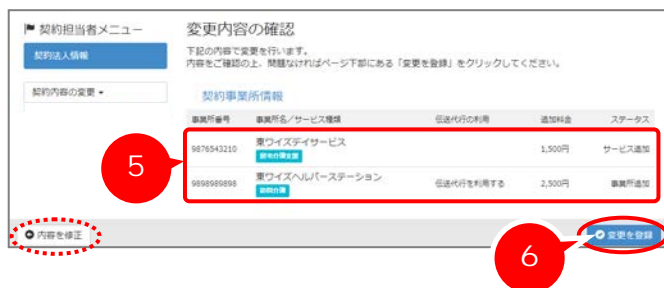 契約担当者メニュー
契約法人情報
契約内容の変更
変更内容の確認
下記の内容で変更を行います。
内容をご確認の上、問題なければページ下部にある「変更を登録」をクリックしてください。
契約事業所情報
事業所番号 事業所名／サービス種類 伝送代行の利用 追加料金 ステータス
9876543210 東ワイズデイサービス 1,500円 サービス追加
居宅介護支援
9898989898 東ワイズヘルパーステーション 伝送代行を利用する 2,500円 事業所追加
訪問介護
5
内容を修正
変更を登録
6